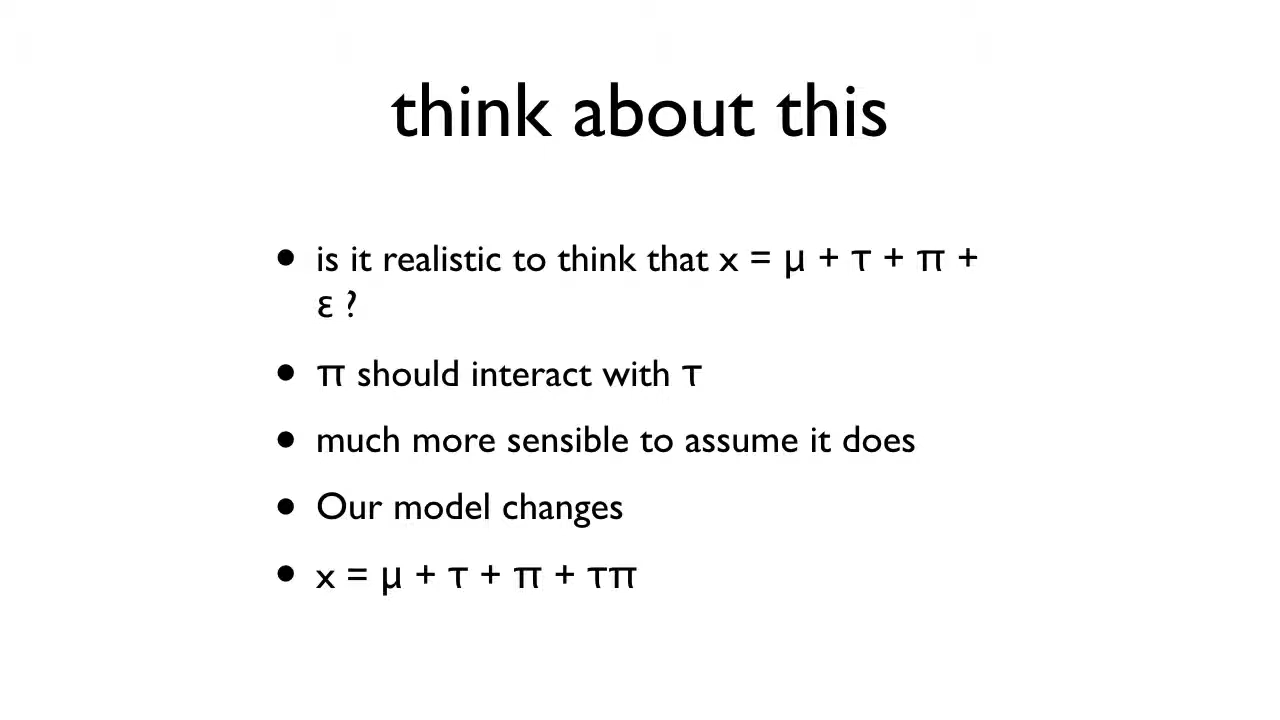 think about this
• is it realistic to think that x = μ + τ + π +
ε ?
• π should interact with τ
• much more sensible to assume it does
• Our model changes
• x = μ + τ + π + τπ